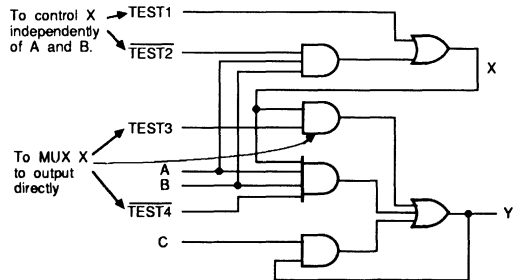 To control X
independently
of A and B.
TEST1
TEST2
X
TEST3
To MUX X
to output
directly
A
B
TEST4
C
Y